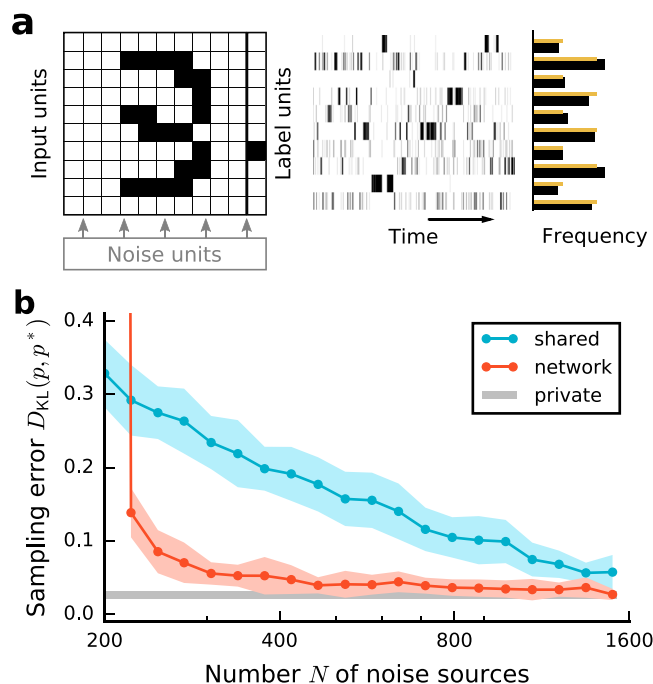 a
Input units
Label units
Noise units
Time
Frequency
b
Sampling error D_KL(p, p*)
0.4
0.3
0.2
0.1
0.0
shared
network
private
200
400
800
1600
Number N of noise sources